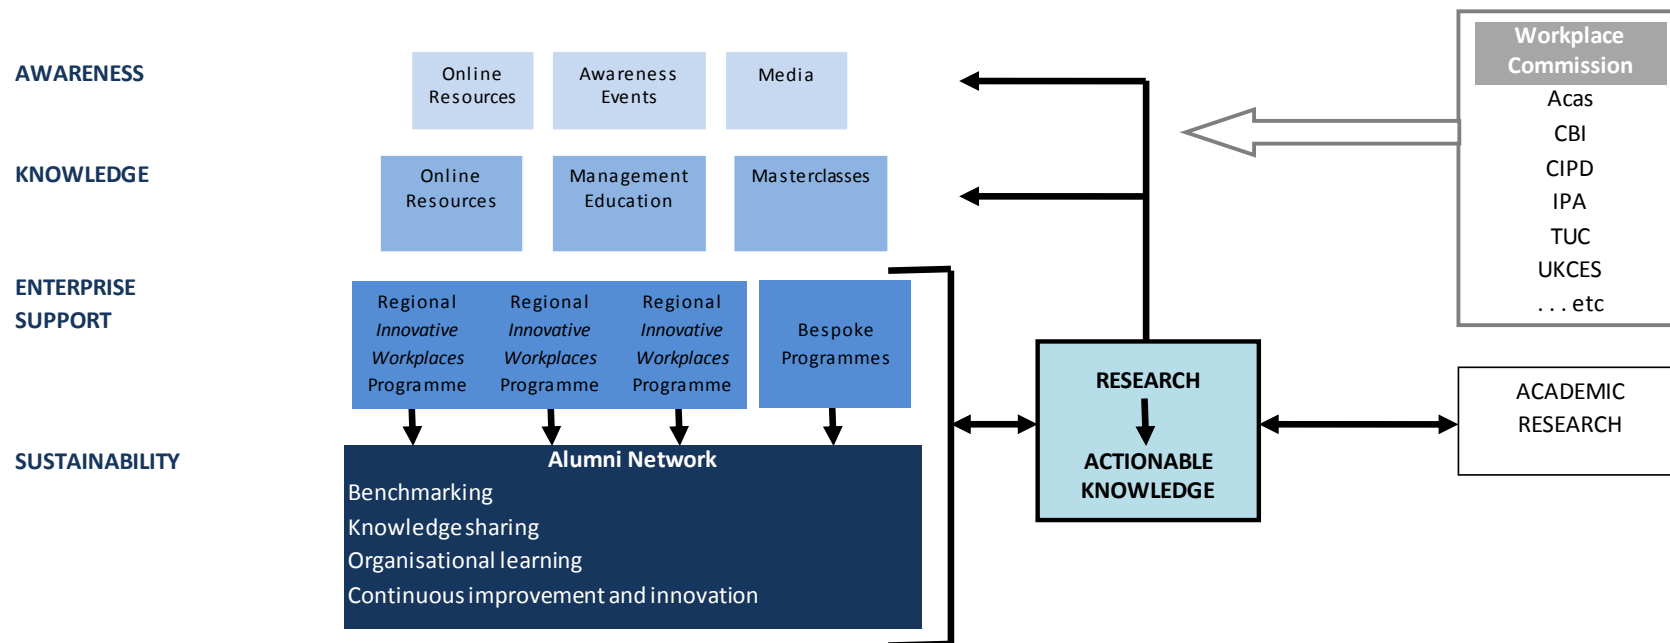 AWARENESS
Online
Resources
Awareness
Events
Media
KNOWLEDGE
Online
Resources
Management
Education
Masterclasses
ENTERPRISE
SUPPORT
Regional
Innovative
Workplaces
Programme
Regional
Innovative
Workplaces
Programme
Regional
Innovative
Workplaces
Programme
Bespoke
Programmes
SUSTAINABILITY
Alumni Network
Benchmarking
Knowledge sharing
Organisational learning
Continuous improvement and innovation
RESEARCH
ACTIONABLE
KNOWLEDGE
Workplace
Commission
Acas
CBI
CIPD
IPA
TUC
UKCES
. . . etc
ACADEMIC
RESEARCH